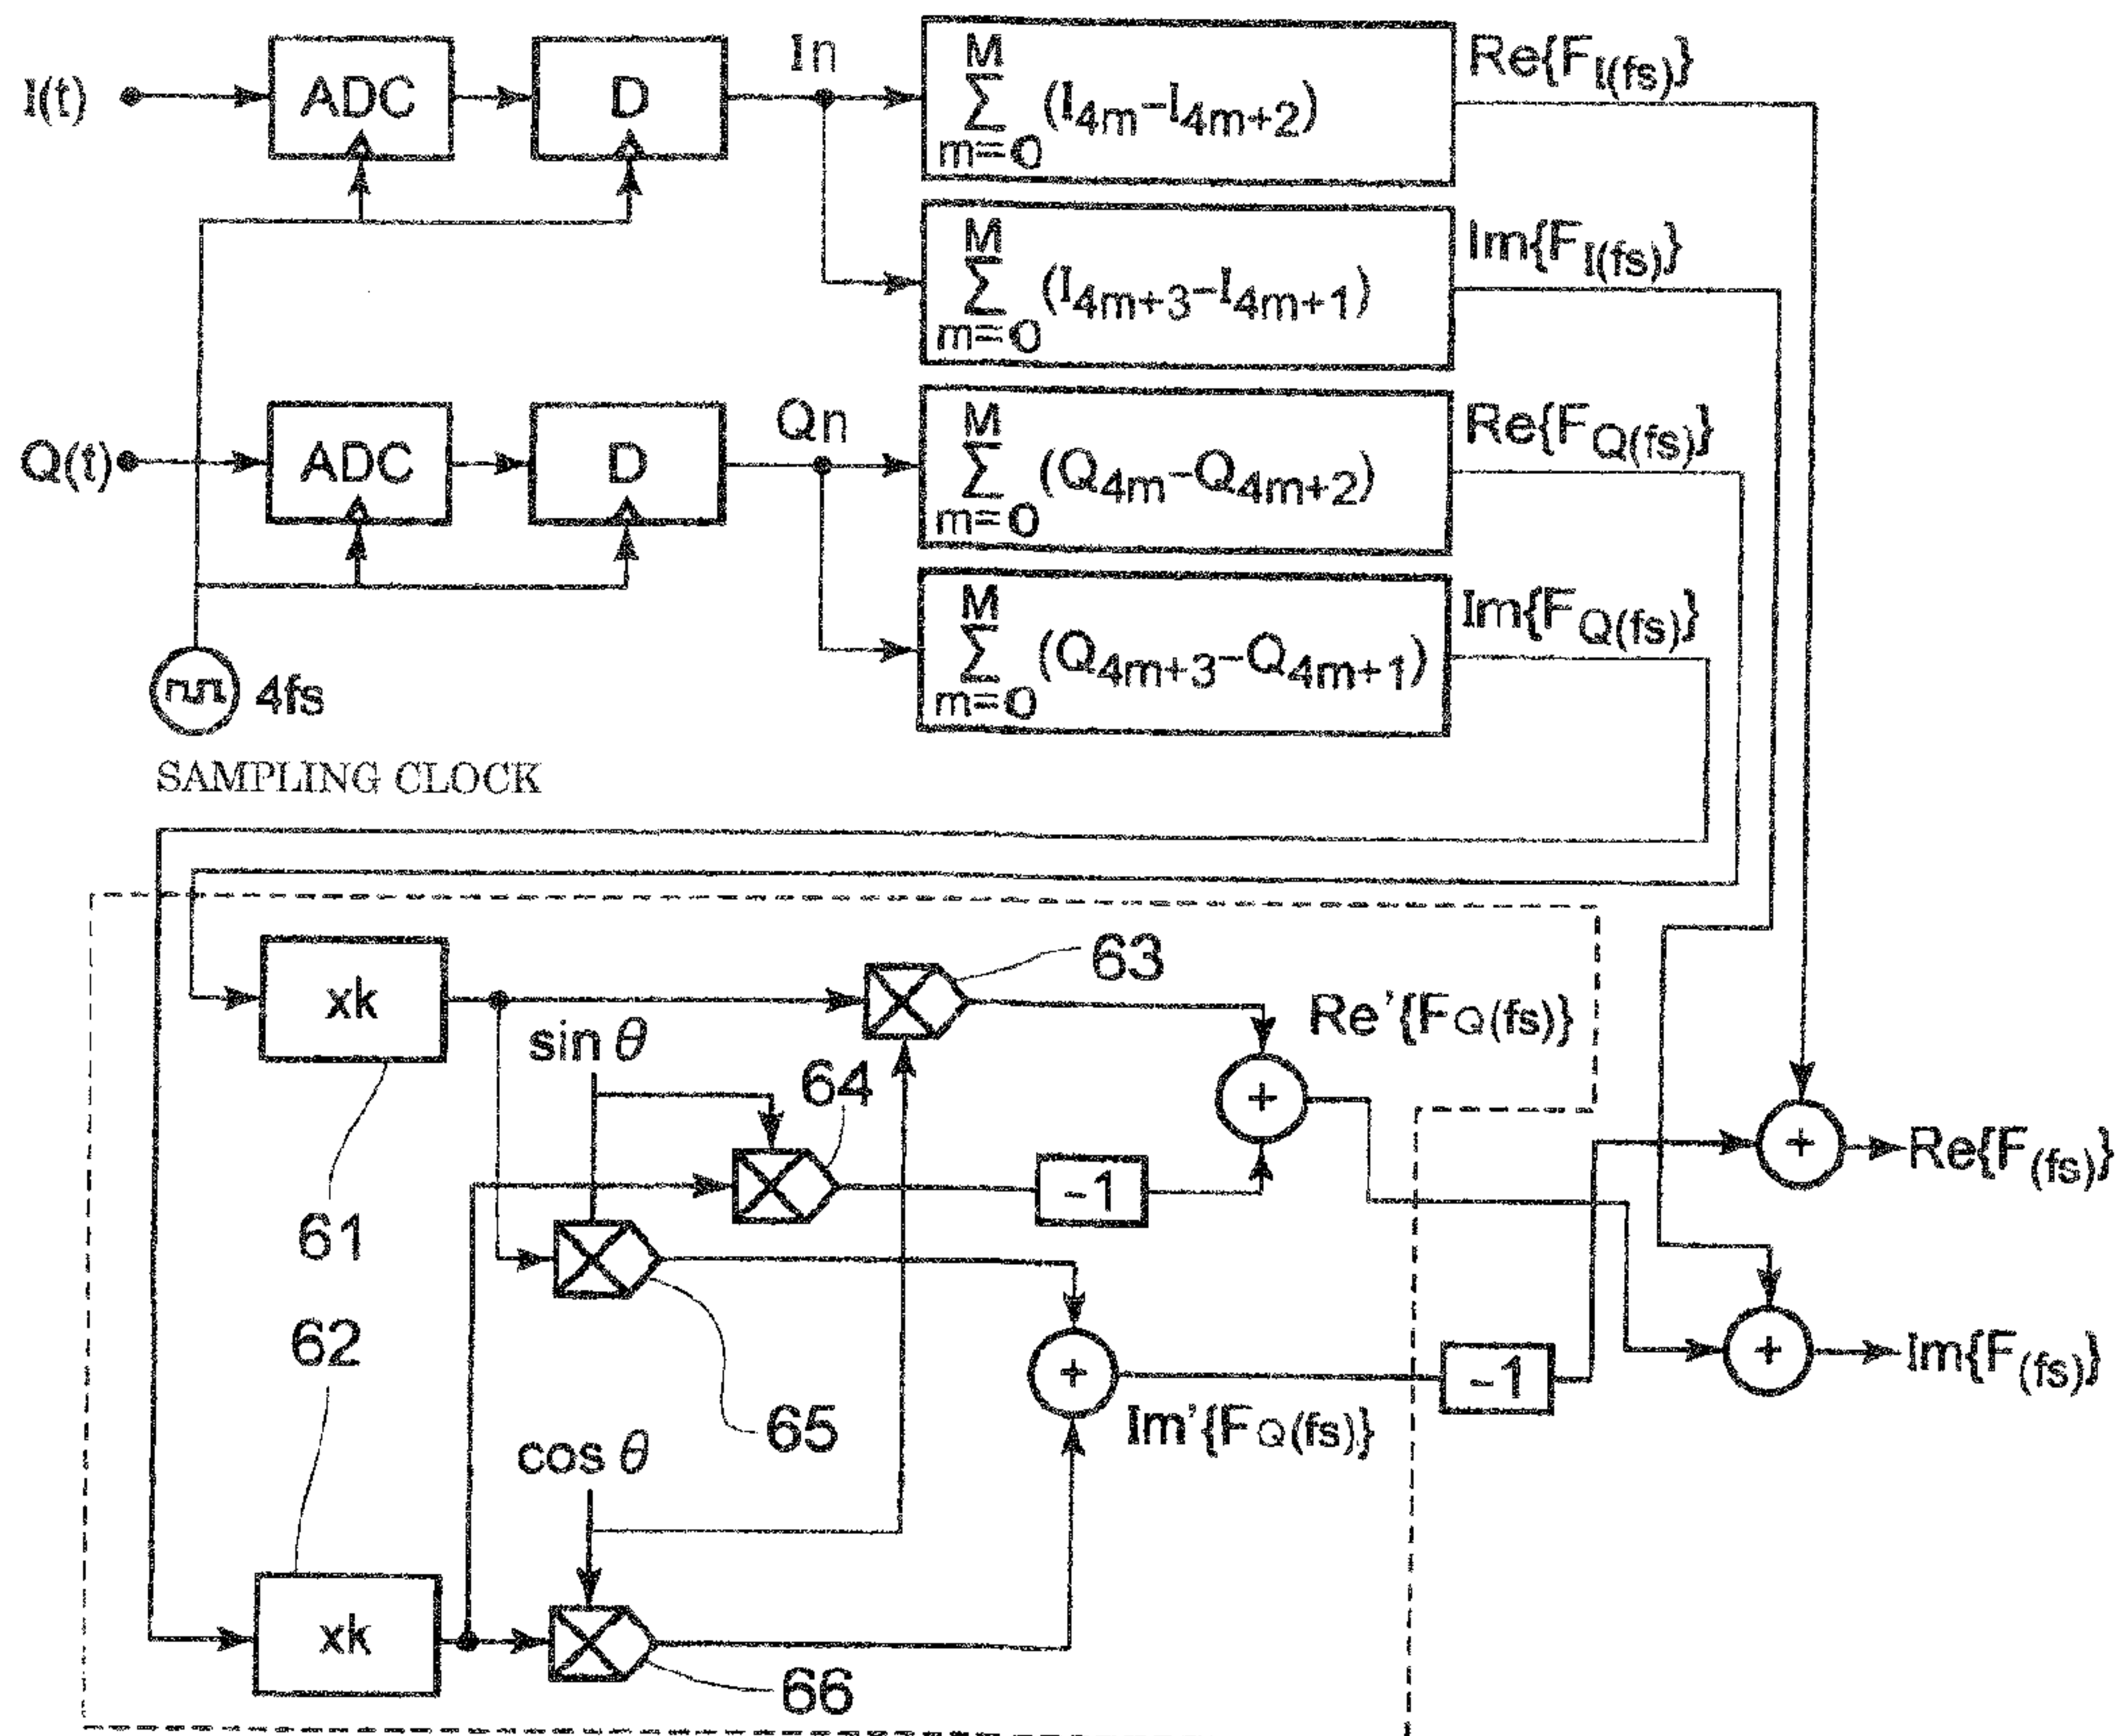 I(t)
ADC
D
In
M
Σ (I4m-I4m+2)
m=0
Re{FI(fs)}
M
Σ (I4m+3-I4m+1)
m=0
Im{FI(fs)}
Q(t)
ADC
D
Qn
M
Σ (Q4m-Q4m+2)
m=0
Re{FQ(fs)}
M
Σ (Q4m+3-Q4m+1)
m=0
Im{FQ(fs)}
4fs
SAMPLING CLOCK
xk
61
sin θ
63
64
Re'{FQ(fs)}
+
-1
+
Re{F(fs)}
62
65
+
Im'{FQ(fs)}
-1
+
Im{F(fs)}
cos θ
xk
66